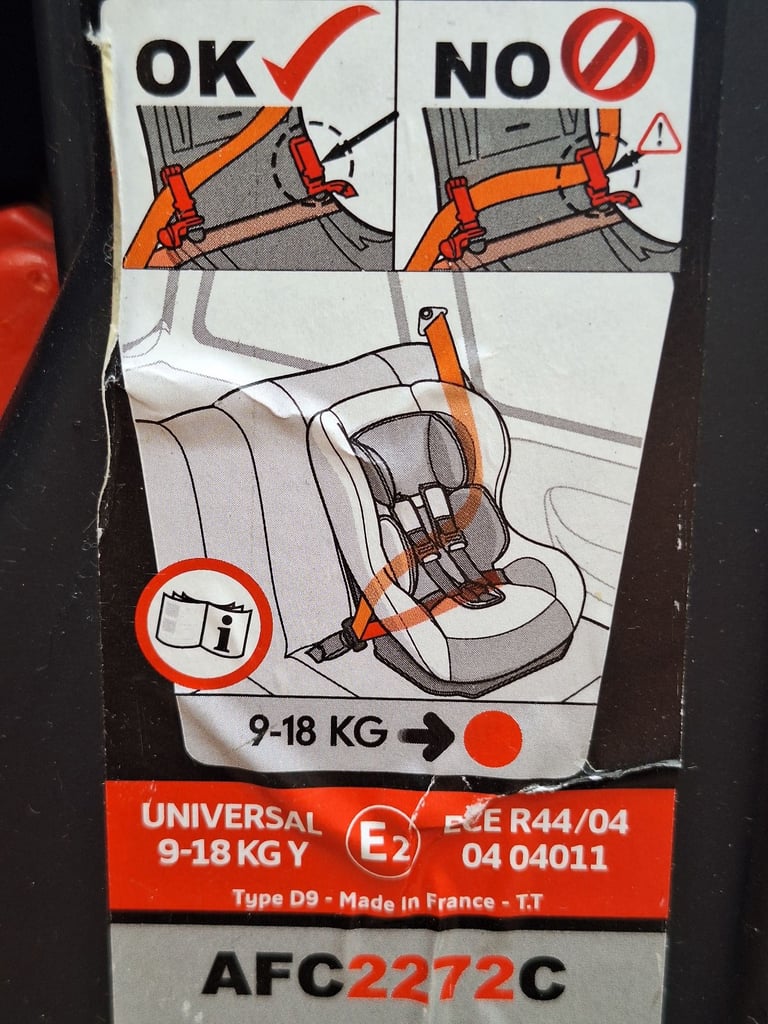 OK
NO
!
i
9-18 KG
UNIVERSAL
9-18 KG Y
E2
ECE R44/04
04 04011
Type D9 - Made in France - T.T
AFC2272C